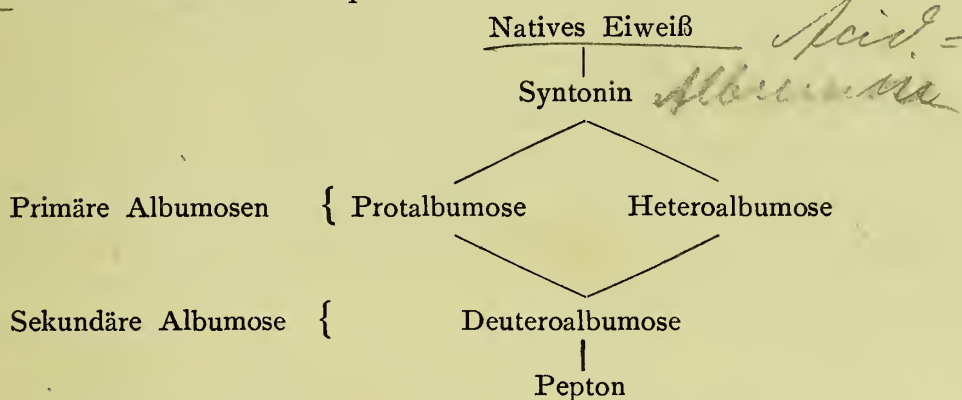 Natives Eiweiß Acid-
Syntonin Albumin
Primäre Albumosen { Protalbumose Heteroalbumose
Sekundäre Albumose { Deuteroalbumose
Pepton